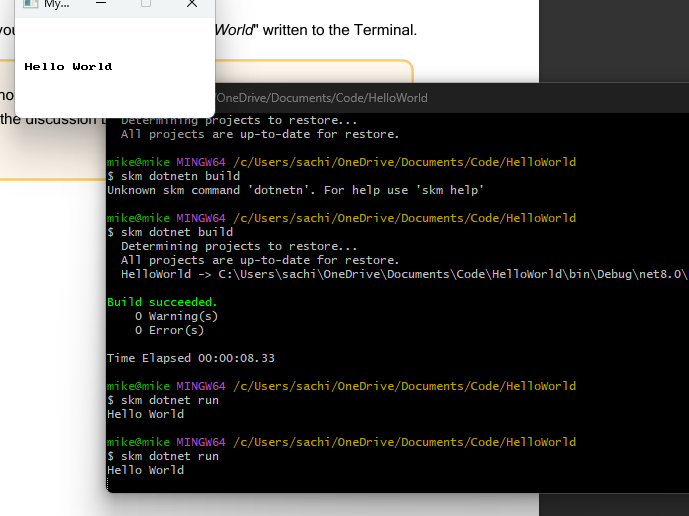 My...
World" written to the Terminal.
Hello World
the discussion
/OneDrive/Documents/Code/HelloWorld
Determining projects to restore...
All projects are up-to-date for restore.
mike@mike MINGW64 /c/Users/sachi/OneDrive/Documents/Code/HelloWorld
$ skm dotnetn build
Unknown skm command 'dotnetn'. For help use 'skm help'
mike@mike MINGW64 /c/Users/sachi/OneDrive/Documents/Code/HelloWorld
$ skm dotnet build
Determining projects to restore...
All projects are up-to-date for restore.
HelloWorld -> C:\Users\sachi\OneDrive\Documents\Code\HelloWorld\bin\Debug\net8.0\
Build succeeded.
0 Warning(s)
0 Error(s)
Time Elapsed 00:00:08.33
mike@mike MINGW64 /c/Users/sachi/OneDrive/Documents/Code/HelloWorld
$ skm dotnet run
Hello World
mike@mike MINGW64 /c/Users/sachi/OneDrive/Documents/Code/HelloWorld
$ skm dotnet run
Hello World